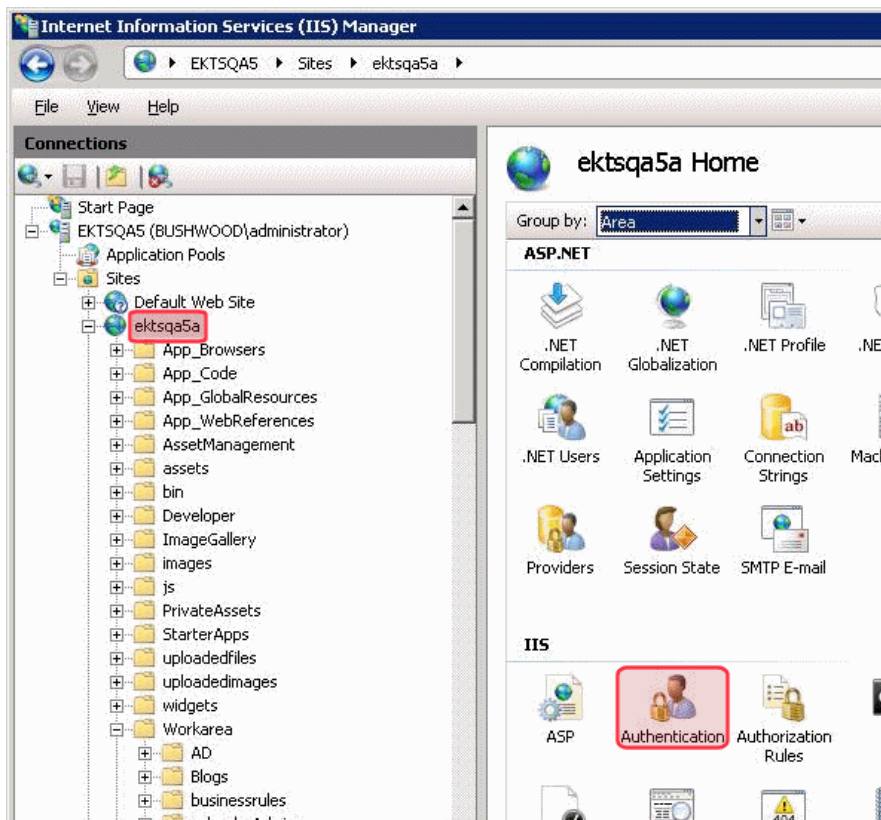 Internet Information Services (IIS) Manager
EKTSQA5 Sites ektsqa5a
File View Help
Connections
Start Page
EKTSQA5 (BUSHWOOD\administrator)
Application Pools
Sites
Default Web Site
ektsqa5a
App_Browsers
App_Code
App_GlobalResources
App_WebReferences
AssetManagement
assets
bin
Developer
ImageGallery
images
js
PrivateAssets
StarterApps
uploadedfiles
uploadedimages
widgets
Workarea
AD
Blogs
businessrules
ektsqa5a Home
Group by: Area
ASP.NET
.NET Compilation
.NET Globalization
.NET Profile
.NET Users
Application Settings
Connection Strings
Providers
Session State
SMTP E-mail
IIS
ASP
Authentication
Authorization Rules
404